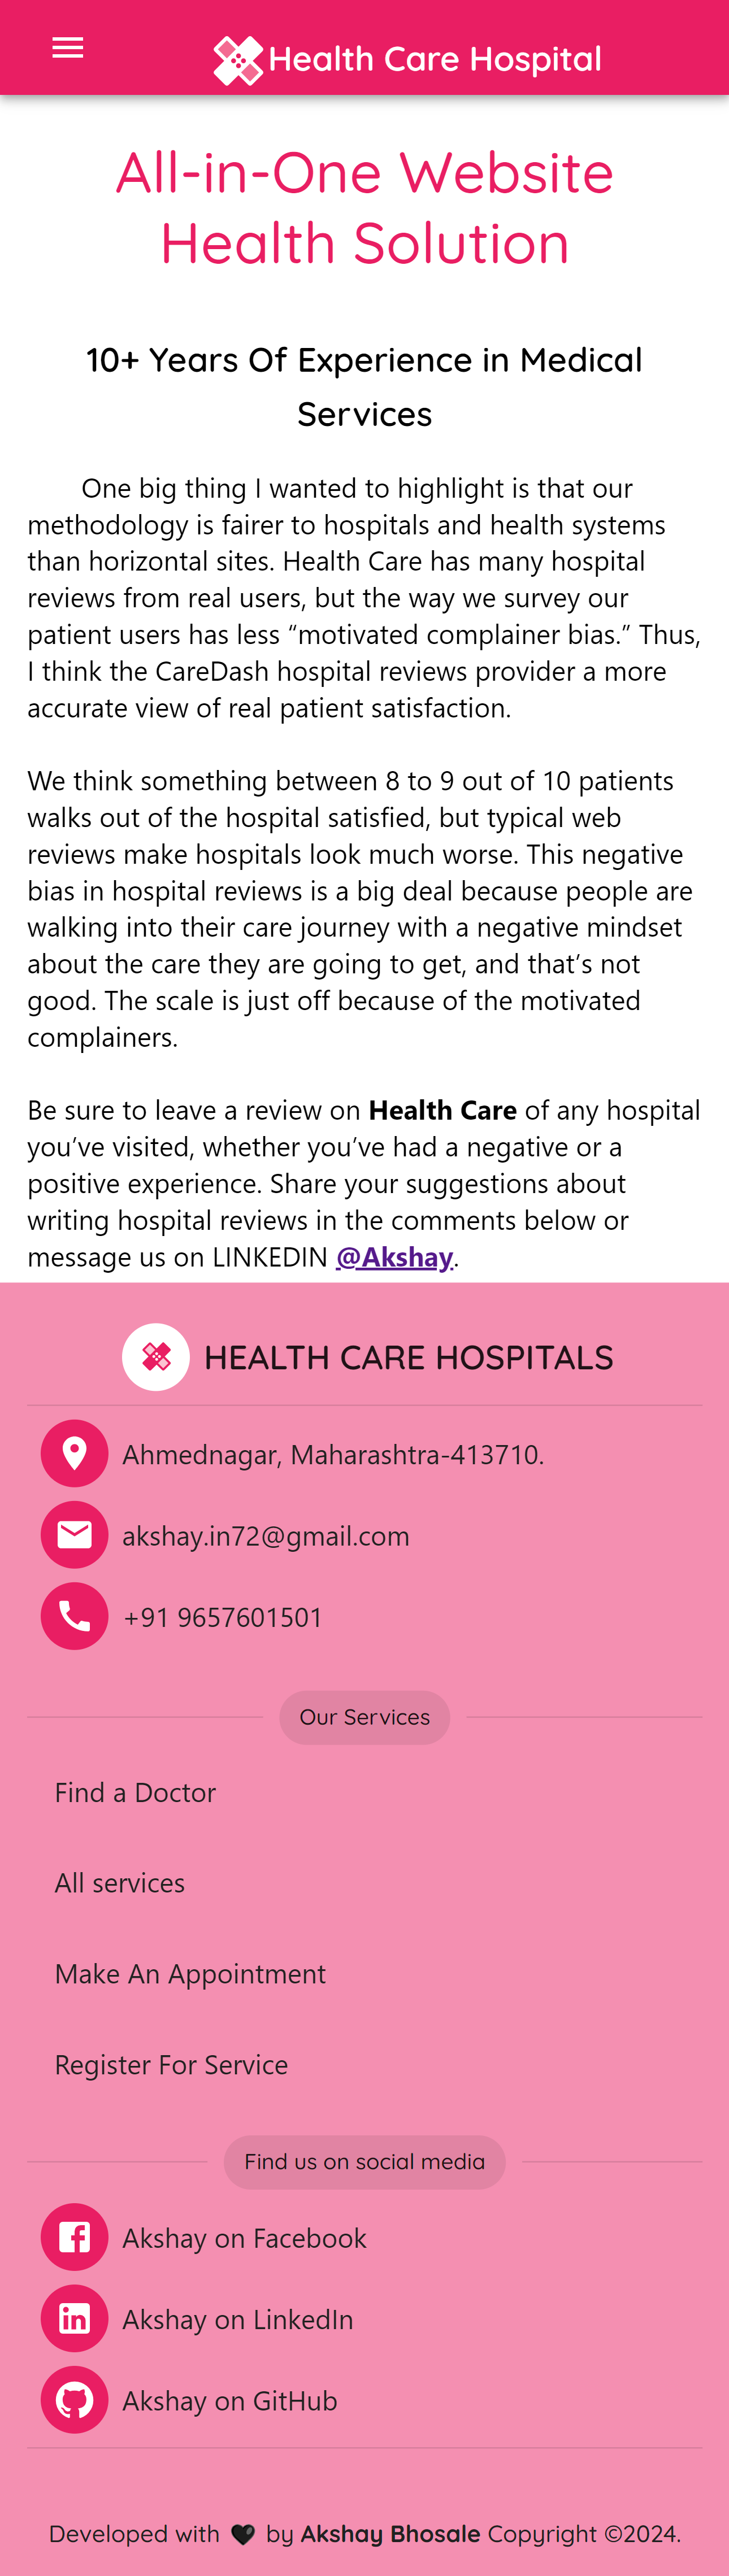 Health Care Hospital
All-in-One Website
Health Solution
10+ Years Of Experience in Medical
Services
One big thing I wanted to highlight is that our
methodology is fairer to hospitals and health systems
than horizontal sites. Health Care has many hospital
reviews from real users, but the way we survey our
patient users has less “motivated complainer bias.” Thus,
I think the CareDash hospital reviews provider a more
accurate view of real patient satisfaction.
We think something between 8 to 9 out of 10 patients
walks out of the hospital satisfied, but typical web
reviews make hospitals look much worse. This negative
bias in hospital reviews is a big deal because people are
walking into their care journey with a negative mindset
about the care they are going to get, and that’s not
good. The scale is just off because of the motivated
complainers.
Be sure to leave a review on Health Care of any hospital
you’ve visited, whether you’ve had a negative or a
positive experience. Share your suggestions about
writing hospital reviews in the comments below or
message us on LINKEDIN @Akshay.
HEALTH CARE HOSPITALS
Ahmednagar, Maharashtra-413710.
akshay.in72@gmail.com
+91 9657601501
Our Services
Find a Doctor
All services
Make An Appointment
Register For Service
Find us on social media
Akshay on Facebook
Akshay on LinkedIn
Akshay on GitHub
Developed with 🖤 by Akshay Bhosale Copyright ©2024.